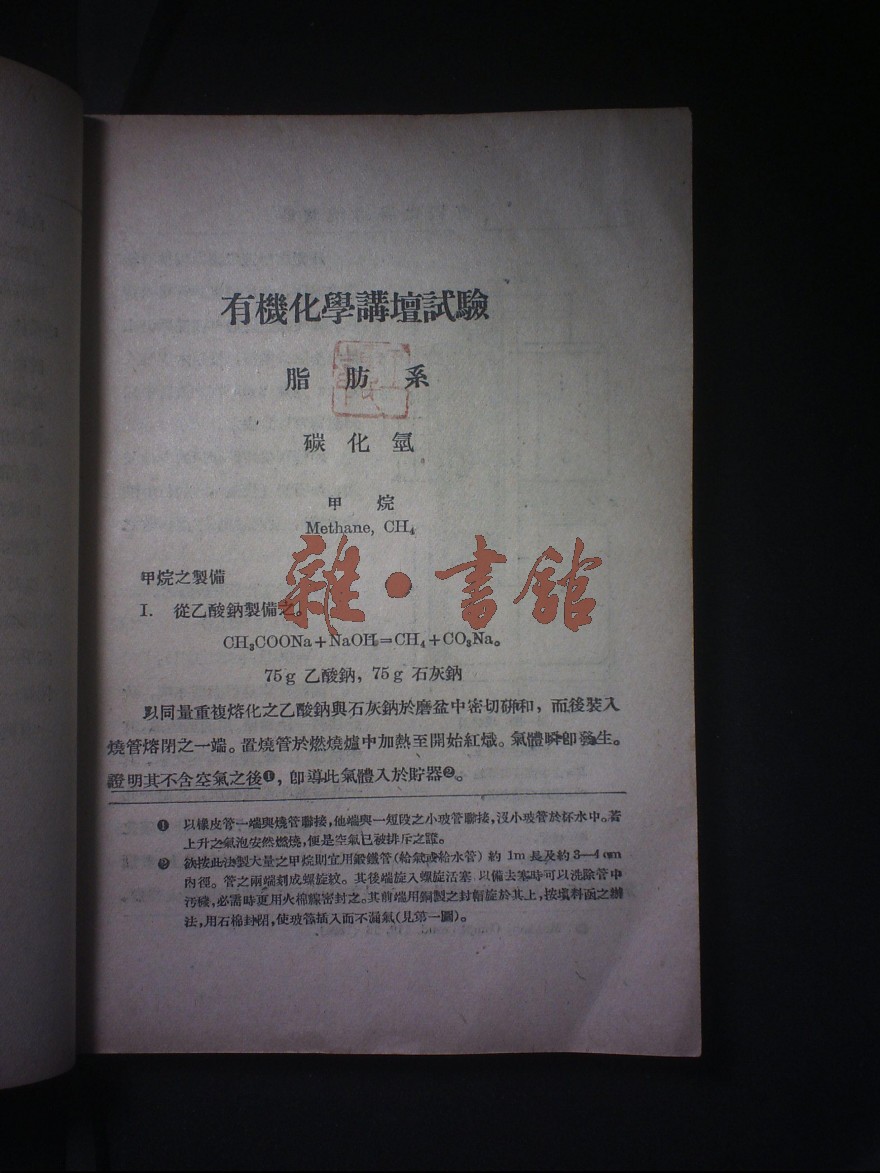 有機化學講壇試驗
脂肪系
碳化氫
甲烷
Methane, CH₄
雜·書館
甲烷之製備
I. 從乙酸鈉製備之。
CH₃COONa+NaOH=CH₄+CO₃Na。
75g 乙酸鈉, 75g 石灰鈉
以同量重複熔化之乙酸鈉與石灰鈉於磨盆中密切研和, 而後裝入
燒管熔閉之一端。置燒管於燃燒爐中加熱至開始紅熾。氣體瞬卽發生。
證明其不含空氣之後❶, 卽導此氣體入於貯器❷。
❶ 以橡皮管一端與燒管聯接, 他端與一短段之小玻管聯接, 沒小玻管於杯水中。若
上升之氣泡安然燃燒, 便是空氣已被排斥之證。
❷ 欲按此法製大量之甲烷則宜用鍛鐵管(給氣或給水管) 約 1m 長及約 3—4 cm
內徑。管之兩端刻成螺旋紋。其後端旋入螺旋活塞 以備去塞時可以洗除管中
汚穢, 必需時更用火棉線密封之。其前端用銅製之封帽旋於其上, 按填料函之辦
法, 用石棉封閉, 使玻管插入而不漏氣(見第一圖)。